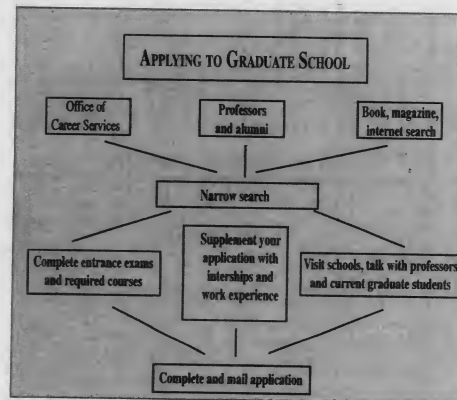 APPLYING TO GRADUATE SCHOOL
Office of
Career Services
Professors
and alumni
Book, magazine,
internet search
Narrow search
Complete entrance exams
and required courses
Supplement your
application with
interships and
work experience
Visit schools, talk with professors
and current graduate students
Complete and mail application